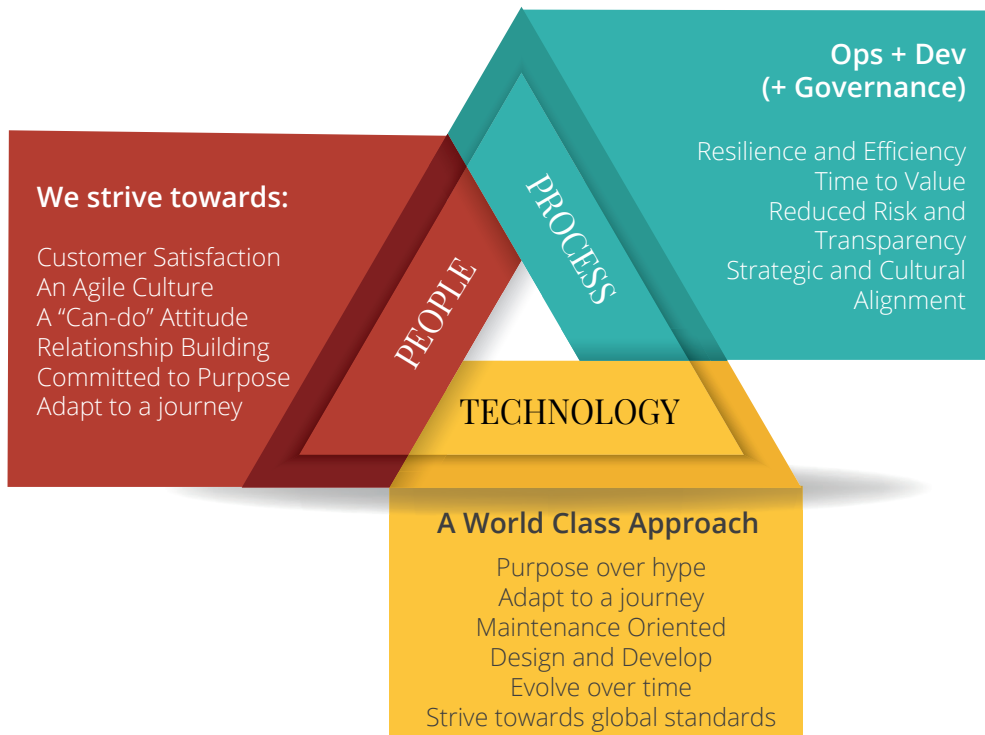 We strive towards:
Customer Satisfaction
An Agile Culture
A “Can-do” Attitude
Relationship Building
Committed to Purpose
Adapt to a journey
PEOPLE
PROCESS
Ops + Dev
(+ Governance)
Resilience and Efficiency
Time to Value
Reduced Risk and
Transparency
Strategic and Cultural
Alignment
TECHNOLOGY
A World Class Approach
Purpose over hype
Adapt to a journey
Maintenance Oriented
Design and Develop
Evolve over time
Strive towards global standards